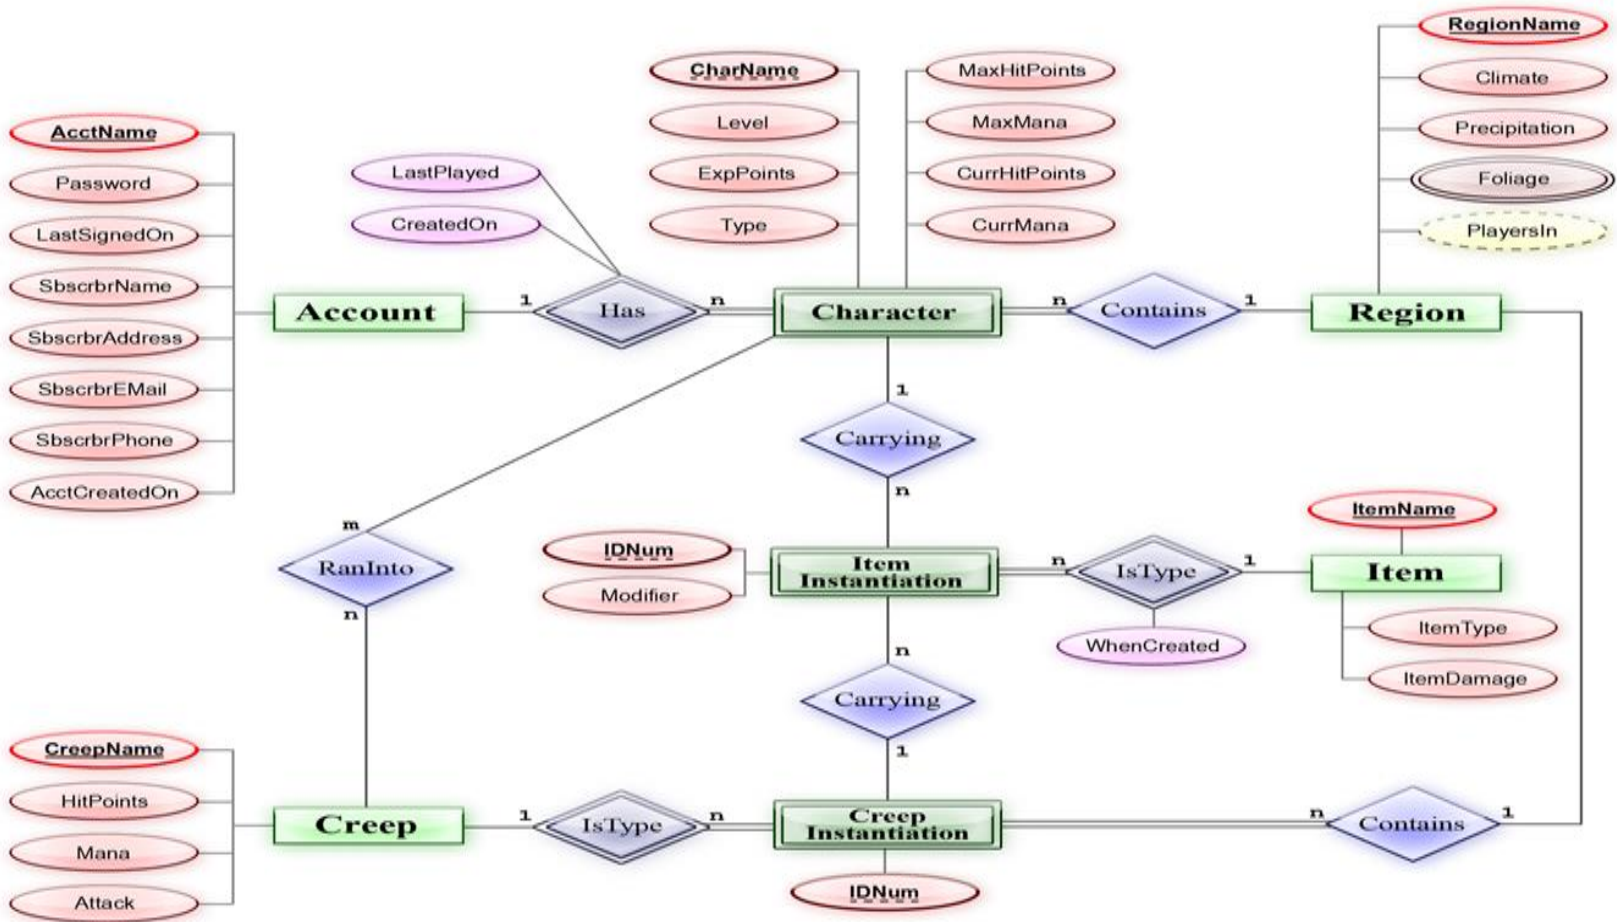 RegionName
CharName
MaxHitPoints
Climate
AcctName
Level
MaxMana
Precipitation
Password
LastPlayed
ExpPoints
CurrHitPoints
Foliage
LastSignedOn
CreatedOn
Type
CurrMana
PlayersIn
SbscrbrName
Account
1
Has
n
Character
n
Contains
1
Region
SbscrbrAddress
SbscrbrEMail
1
SbscrbrPhone
Carrying
AcctCreatedOn
n
m
ItemName
RanInto
IDNum
Item
Instantiation
n
IsType
1
Item
Modifier
n
WhenCreated
ItemType
n
ItemDamage
Carrying
CreepName
1
HitPoints
Creep
1
IsType
n
Creep
Instantiation
n
Contains
1
Mana
Attack
IDNum